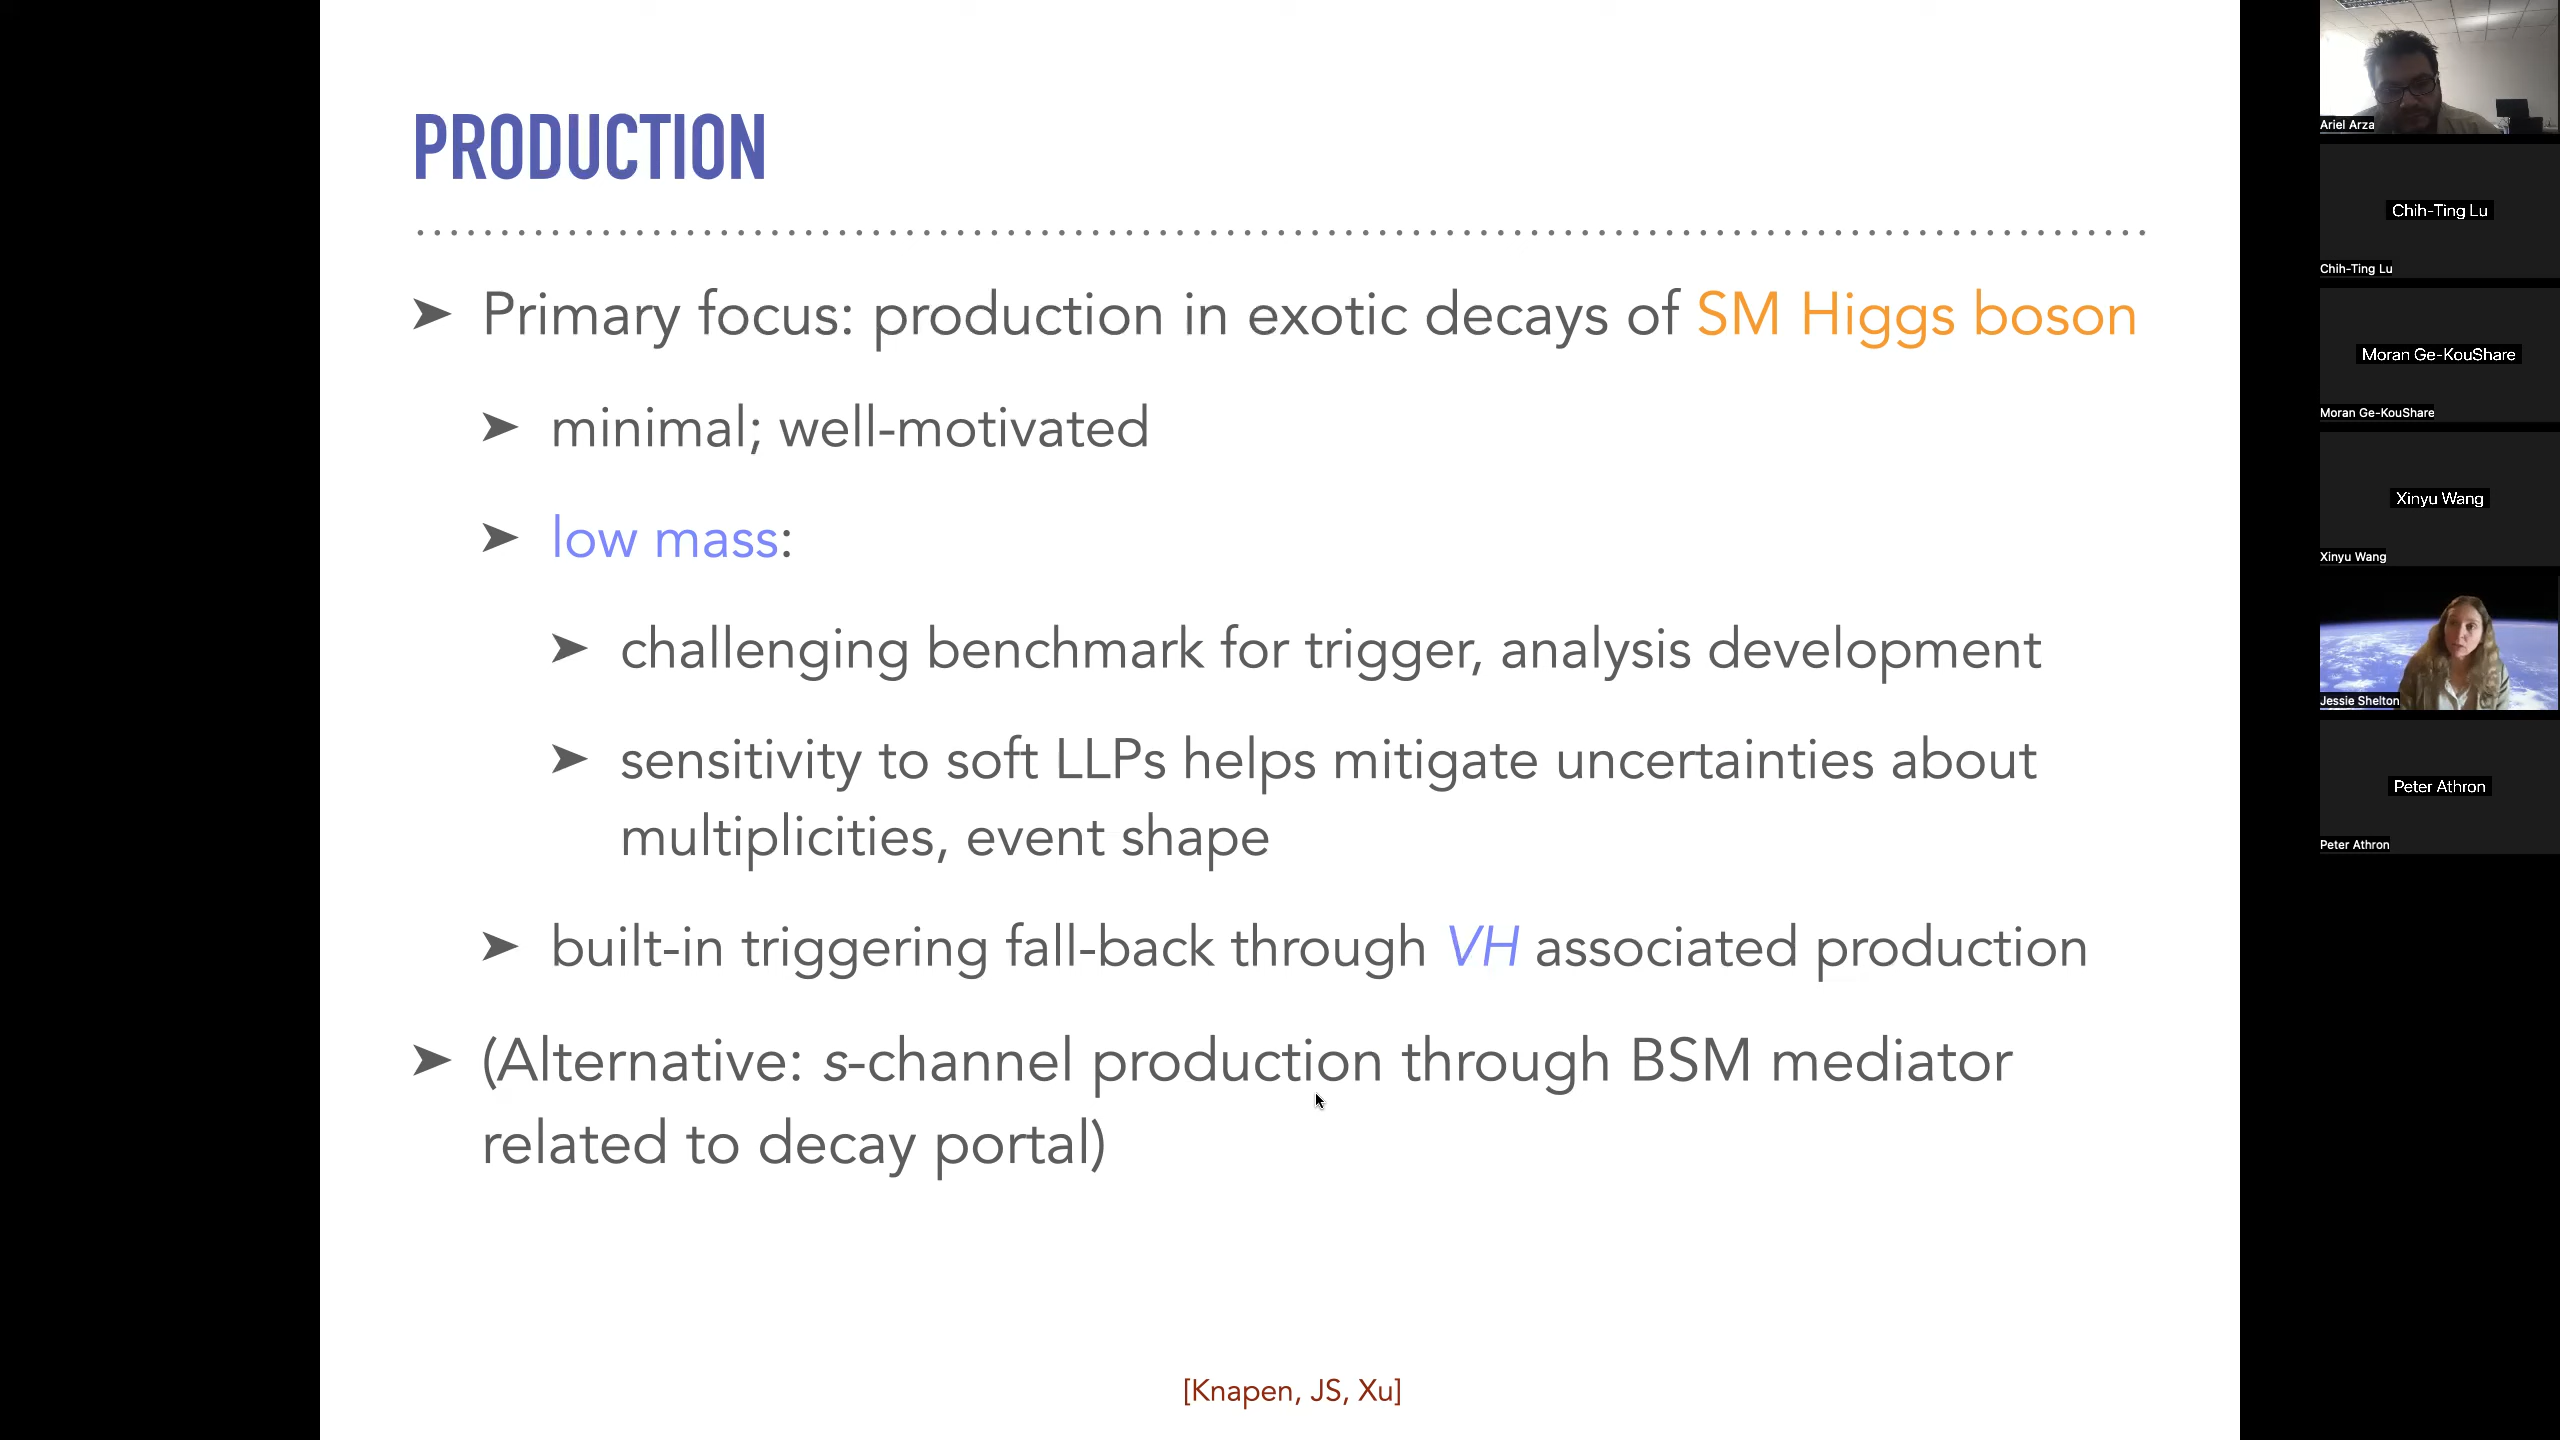 PRODUCTION
➤ Primary focus: production in exotic decays of SM Higgs boson
➤ minimal; well-motivated
➤ low mass:
➤ challenging benchmark for trigger, analysis development
➤ sensitivity to soft LLPs helps mitigate uncertainties about
multiplicities, event shape
➤ built-in triggering fall-back through VH associated production
➤ (Alternative: s-channel production through BSM mediator
related to decay portal)
[Knapen, JS, Xu]
Ariel Arza
Chih-Ting Lu
Chih-Ting Lu
Moran Ge-KouShare
Moran Ge-KouShare
Xinyu Wang
Xinyu Wang
Jessie Shelton
Peter Athron
Peter Athron